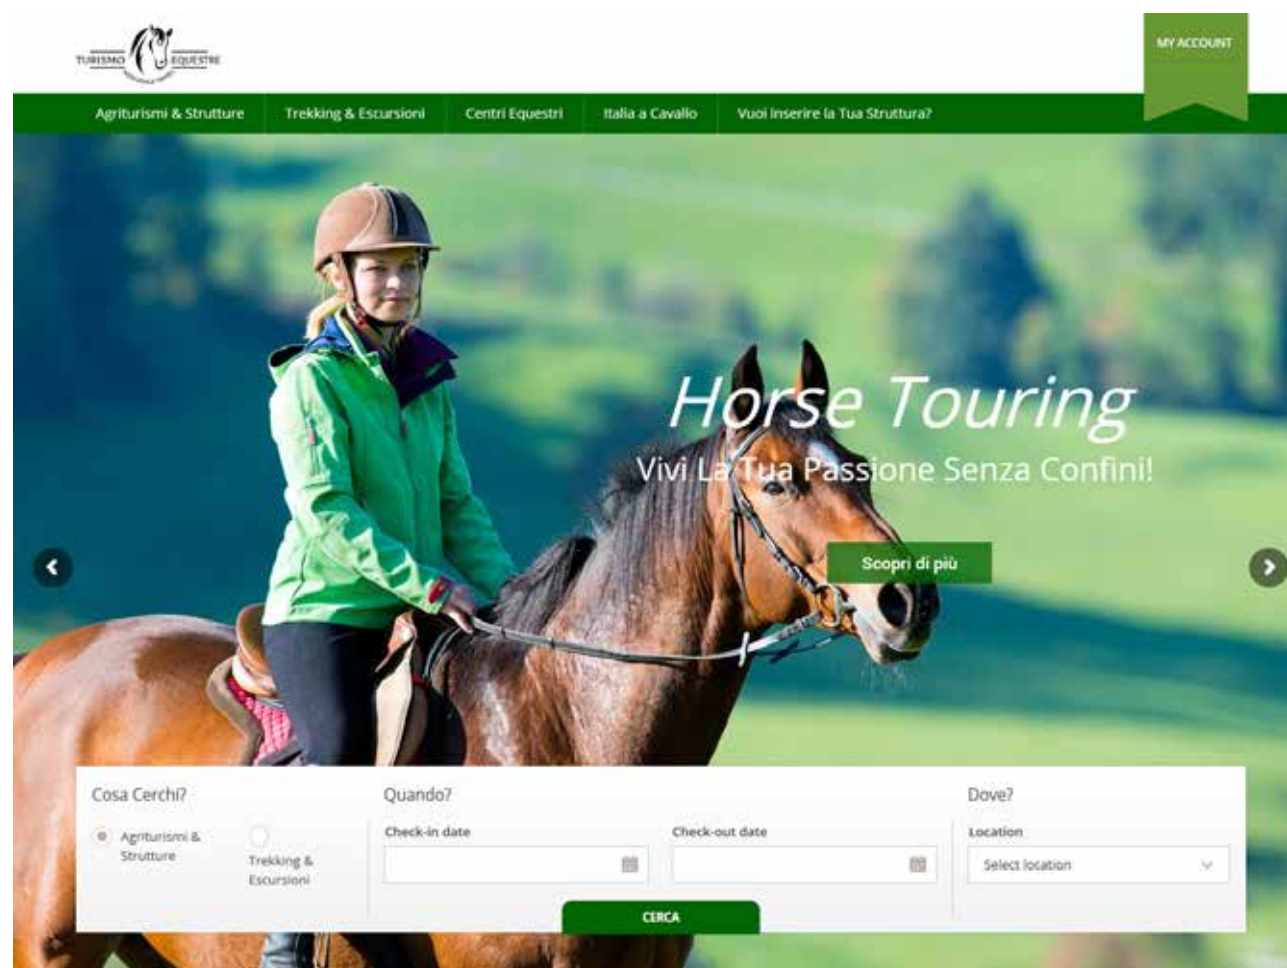 TURISMO EQUESTRE
MY ACCOUNT
Agriturismi & Strutture
Trekking & Escursioni
Centri Equestri
Italia a Cavallo
Vuoi Inserire la Tua Struttura?
Horse Touring
Vivi La Tua Passione Senza Confini!
Scopri di più
Cosa Cerchi?
Agriturismi &
Strutture
Trekking &
Escursioni
Quando?
Check-in date
Check-out date
Dove?
Location
Select location
CERCA